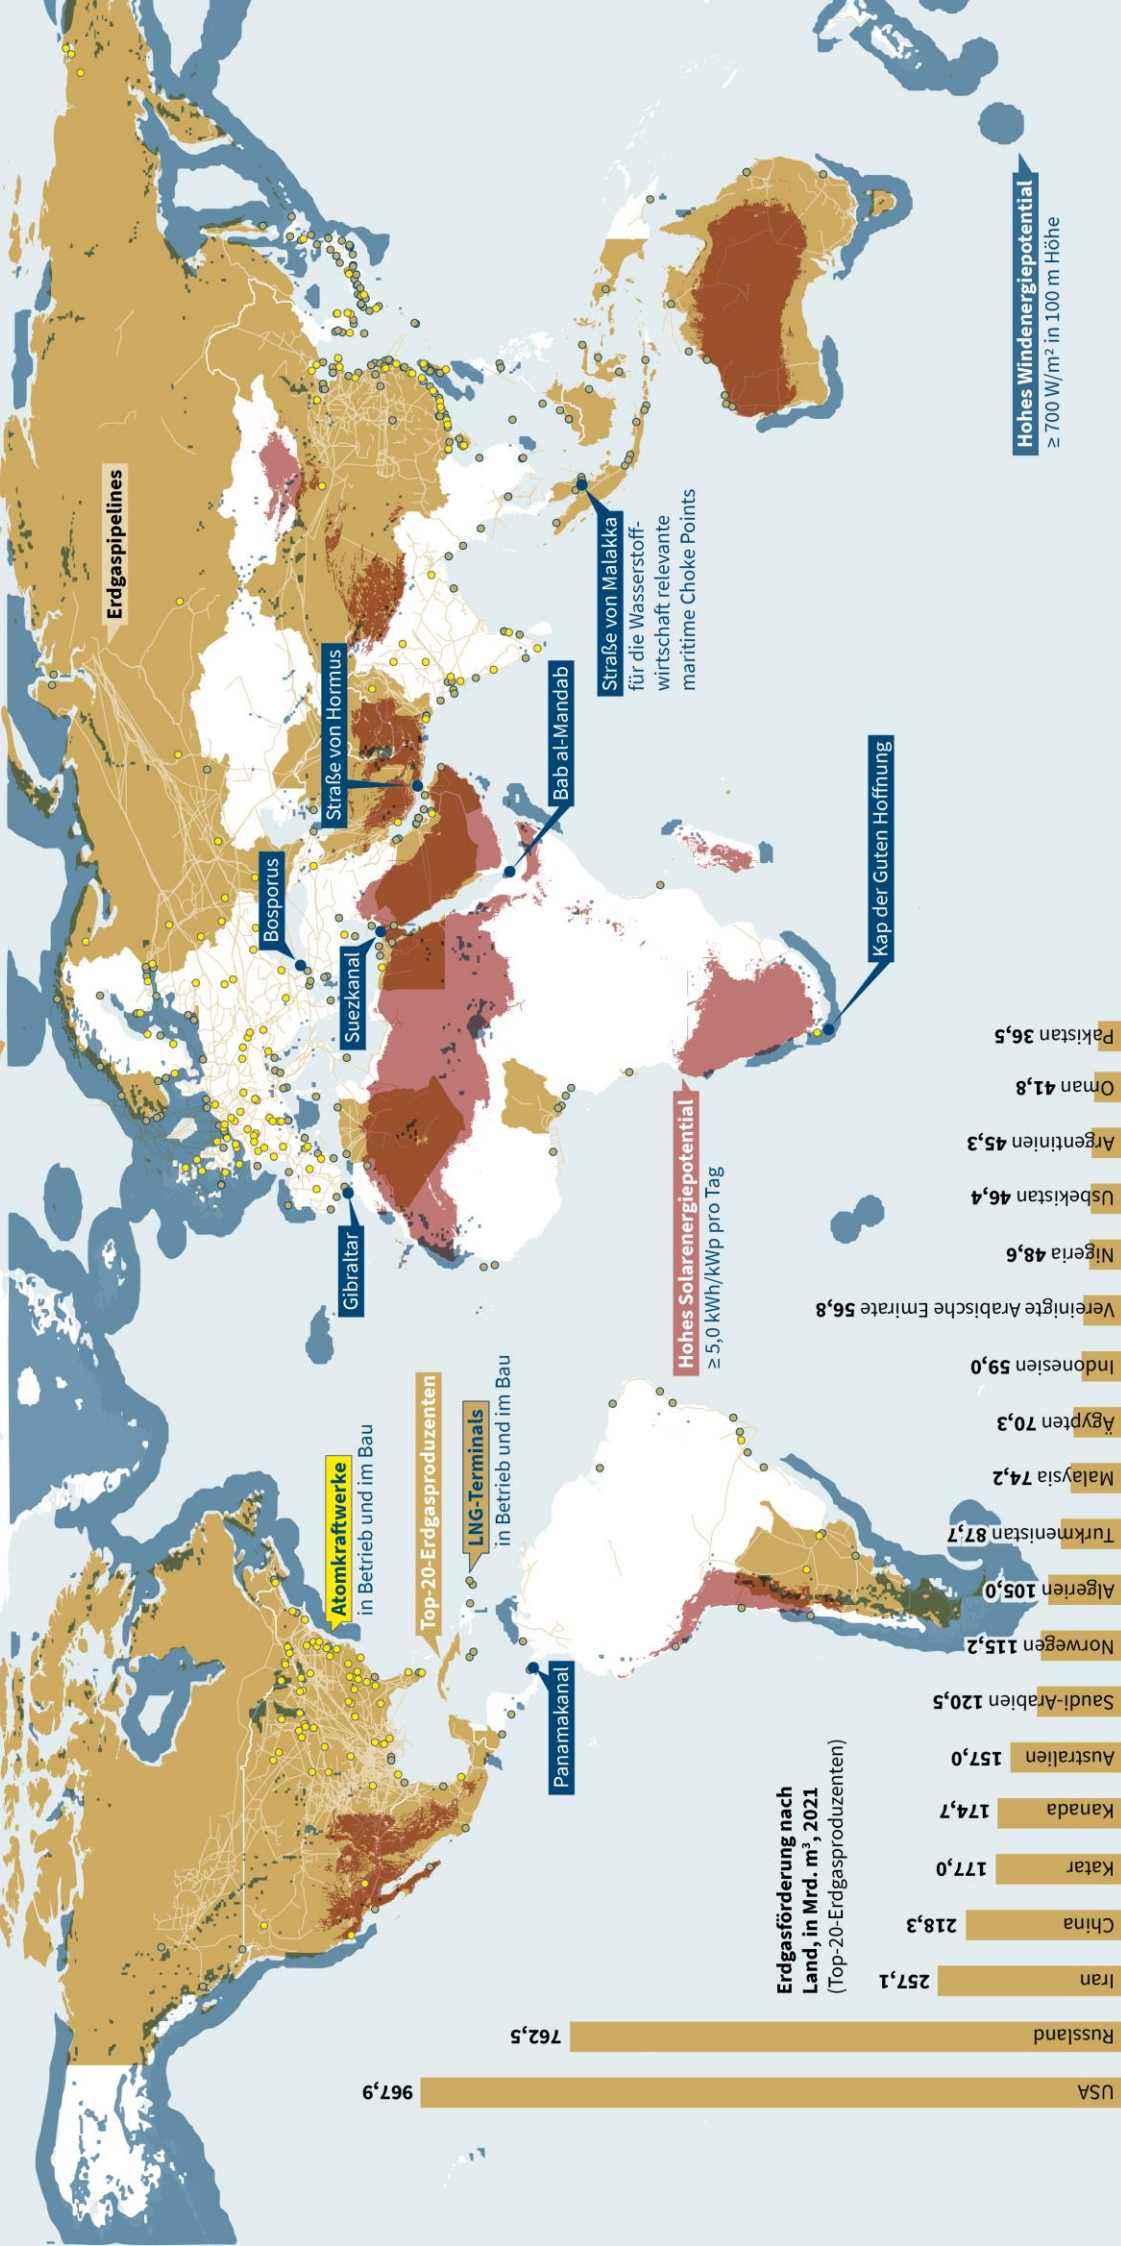 Erdgaspipelines
Bosporus
Straße von Hormus
Suezkanal
Gibraltar
Bab al-Mandab
Straße von Malakka
für die Wasserstoff-
wirtschaft relevante
maritime Choke Points
Atomkraftwerke
in Betrieb und im Bau
Top-20-Erdgasproduzenten
LNG-Terminals
in Betrieb und im Bau
Panamakanal
Hohes Solarenergiepotential
≥ 5,0 kWh/kWp pro Tag
Kap der Guten Hoffnung
Hohes Windenergiepotential
≥ 700 W/m² in 100 m Höhe
Erdgasförderung nach
Land, in Mrd. m³, 2021
(Top-20-Erdgasproduzenten)
USA 967,9
Russland 762,5
Iran 257,1
China 218,3
Katar 177,0
Kanada 174,7
Australien 157,0
Saudi-Arabien 120,5
Norwegen 115,2
Algerien 105,0
Turkmenistan 87,7
Malaysia 74,2
Ägypten 70,3
Indonesien 59,0
Vereinigte Arabische Emirate 56,8
Nigeria 48,6
Usbekistan 46,4
Argentinien 45,3
Oman 41,8
Pakistan 36,5